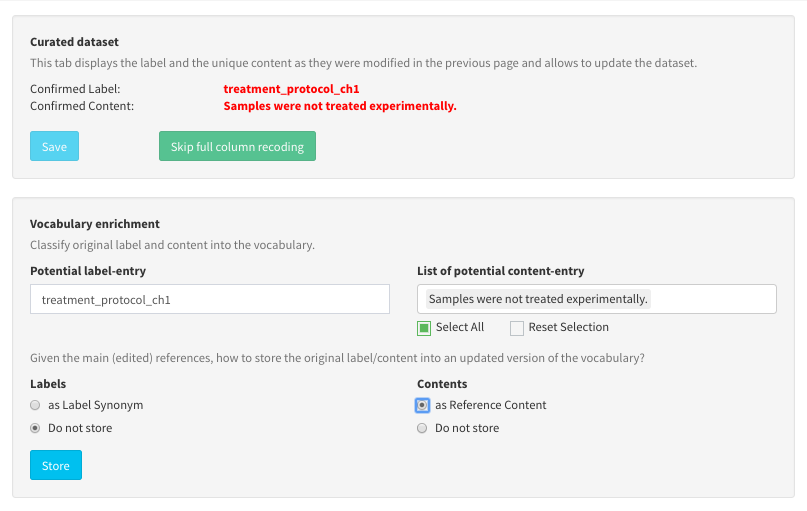 Curated dataset
This tab displays the label and the unique content as they were modified in the previous page and allows to update the dataset.
Confirmed Label: treatment_protocol_ch1
Confirmed Content: Samples were not treated experimentally.
Save Skip full column recoding
Vocabulary enrichment
Classify original label and content into the vocabulary.
Potential label-entry List of potential content-entry
treatment_protocol_ch1 Samples were not treated experimentally.
Select All Reset Selection
Given the main (edited) references, how to store the original label/content into an updated version of the vocabulary?
Labels Contents
as Label Synonym as Reference Content
Do not store Do not store
Store